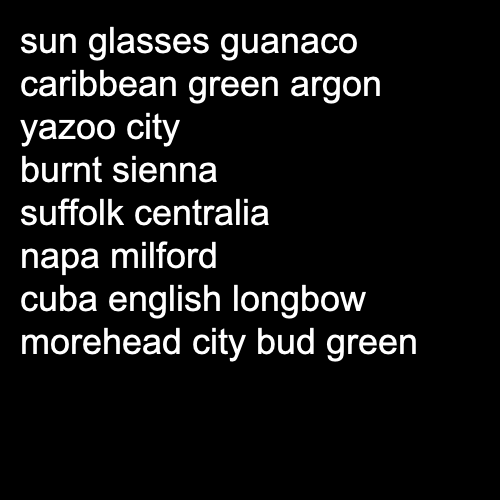 sun glasses guanaco
caribbean green argon
yazoo city
burnt sienna
suffolk centralia
napa milford
cuba english longbow
morehead city bud green